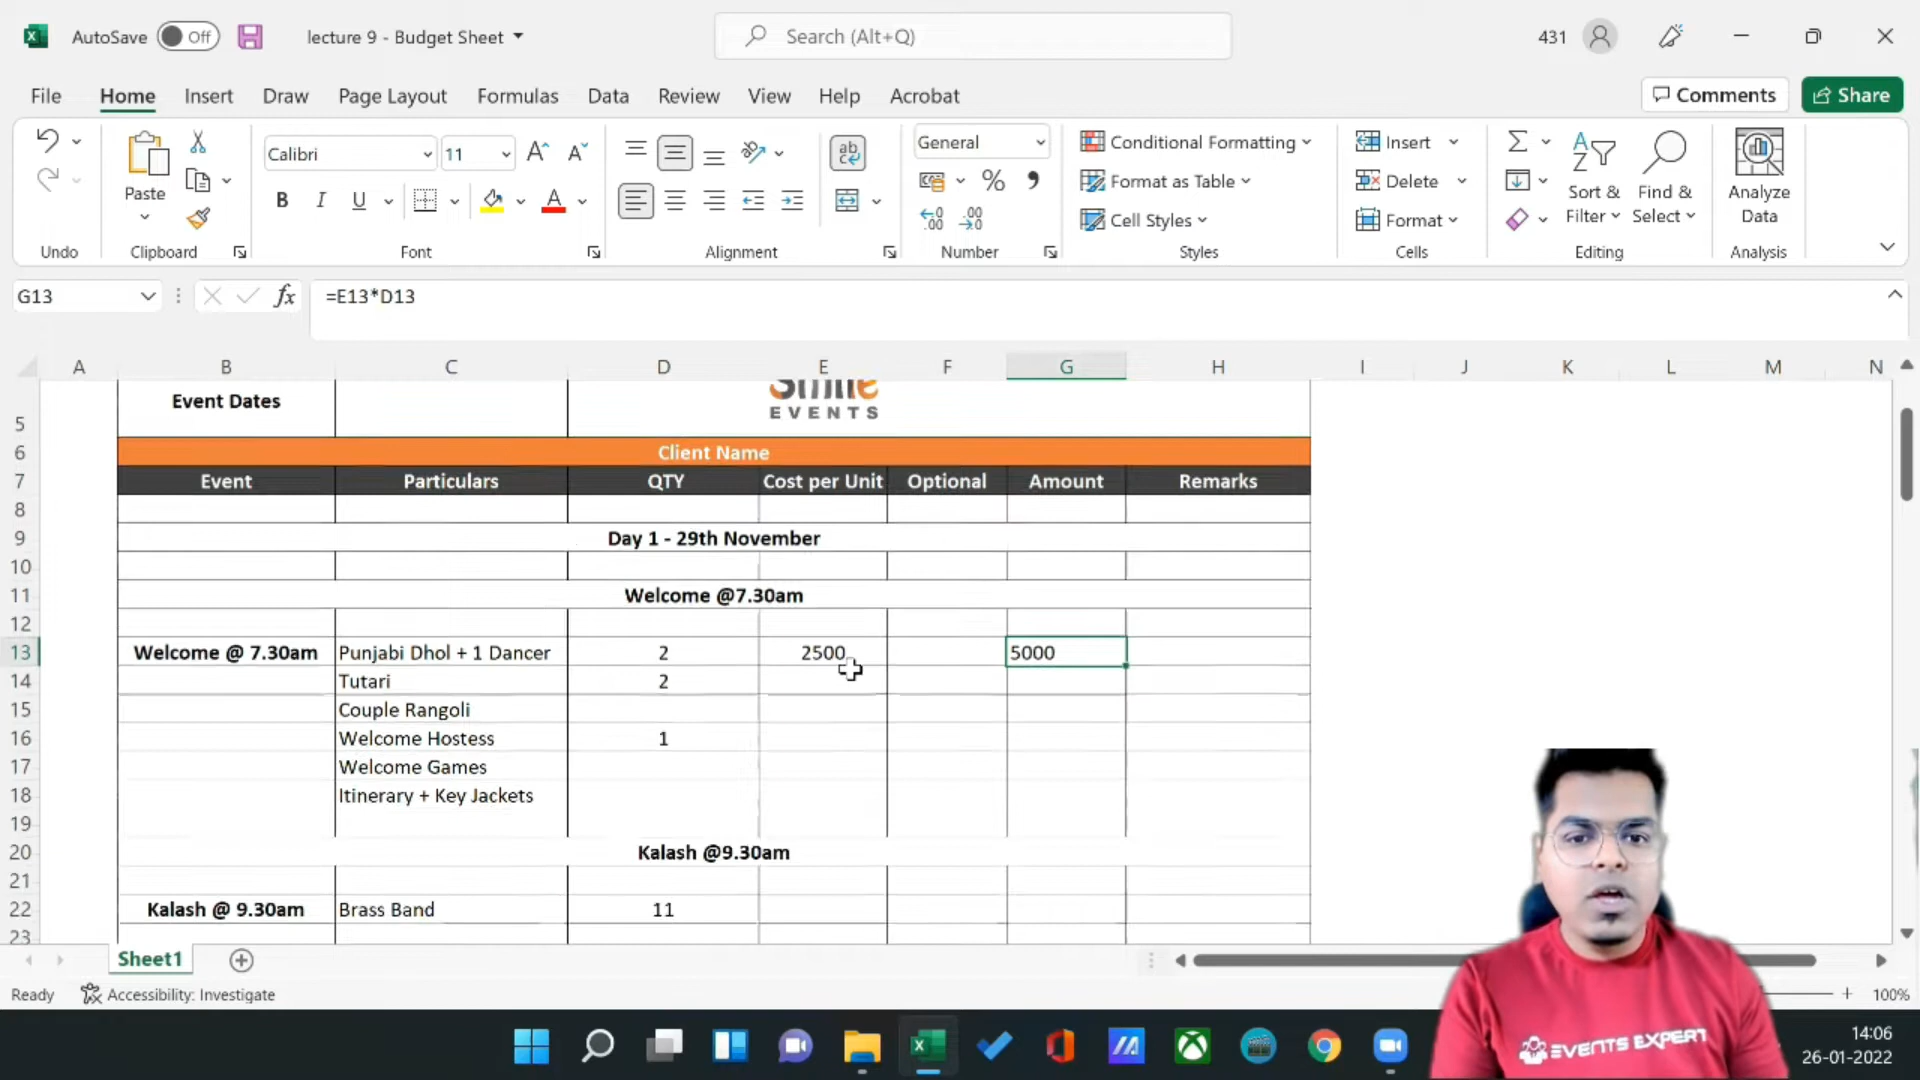 AutoSave Off lecture 9 - Budget Sheet Search (Alt+Q) 431
File Home Insert Draw Page Layout Formulas Data Review View Help Acrobat Comments Share
Calibri 11 ab General Conditional Formatting Insert
Paste B I U Format as Table Delete Sort & Filter Find & Select Analyze Data
Cell Styles Format
Undo Clipboard Font Alignment Number Styles Cells Editing Analysis
G13 fx =E13*D13
A B C D E F G H I J K L M N
5 Event Dates EVENTS
6 Client Name
7 Event Particulars QTY Cost per Unit Optional Amount Remarks
8
9 Day 1 - 29th November
10
11 Welcome @7.30am
12
13 Welcome @ 7.30am Punjabi Dhol + 1 Dancer 2 2500 5000
14 Tutari 2
15 Couple Rangoli
16 Welcome Hostess 1
17 Welcome Games
18 Itinerary + Key Jackets
19
20 Kalash @9.30am
21
22 Kalash @ 9.30am Brass Band 11
23
Sheet1
Ready Accessibility: Investigate 100%
EVENTS EXPERT
14:06
26-01-2022